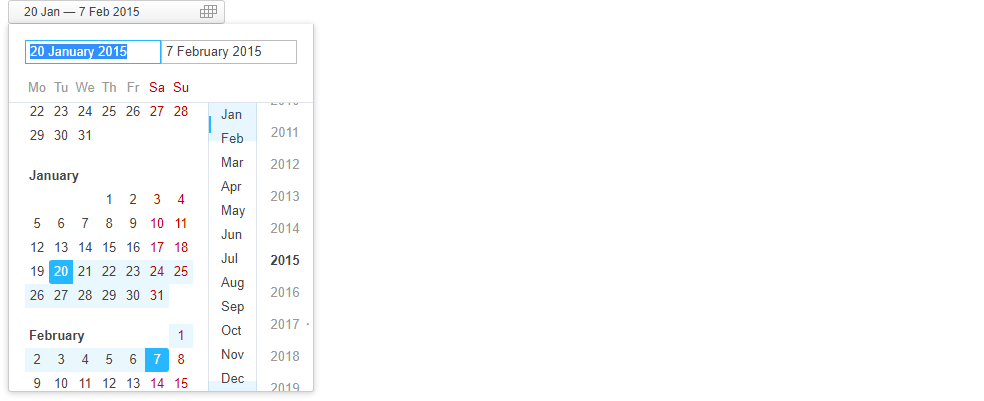 20 Jan — 7 Feb 2015
20 January 2015 7 February 2015
Mo Tu We Th Fr Sa Su
22 23 24 25 26 27 28
29 30 31
January
1 2 3 4
5 6 7 8 9 10 11
12 13 14 15 16 17 18
19 20 21 22 23 24 25
26 27 28 29 30 31
February 1
2 3 4 5 6 7 8
9 10 11 12 13 14 15
Jan
Feb
Mar
Apr
May
Jun
Jul
Aug
Sep
Oct
Nov
Dec
2010
2011
2012
2013
2014
2015
2016
2017
2018
2019